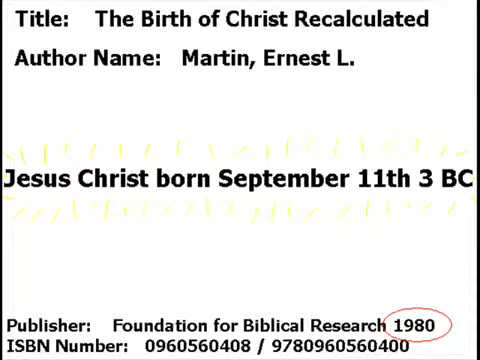 Title: The Birth of Christ Recalculated
Author Name: Martin, Ernest L.
Jesus Christ born September 11th 3 BC
Publisher: Foundation for Biblical Research 1980
ISBN Number: 0960560408 / 9780960560400